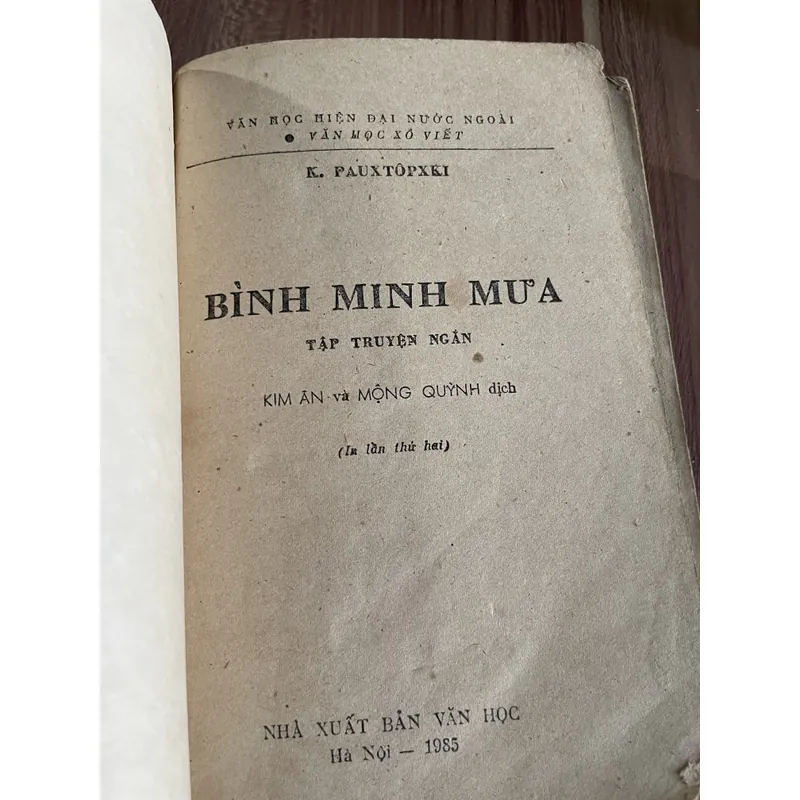 VĂN HỌC HIỆN ĐẠI NƯỚC NGOÀI
VĂN HỌC XÔ VIẾT
K. PAUXTÔPXKI
BÌNH MINH MƯA
TẬP TRUYỆN NGẮN
KIM ÂN và MỘNG QUỲNH dịch
(In lần thứ hai)
NHÀ XUẤT BẢN VĂN HỌC
Hà Nội — 1985